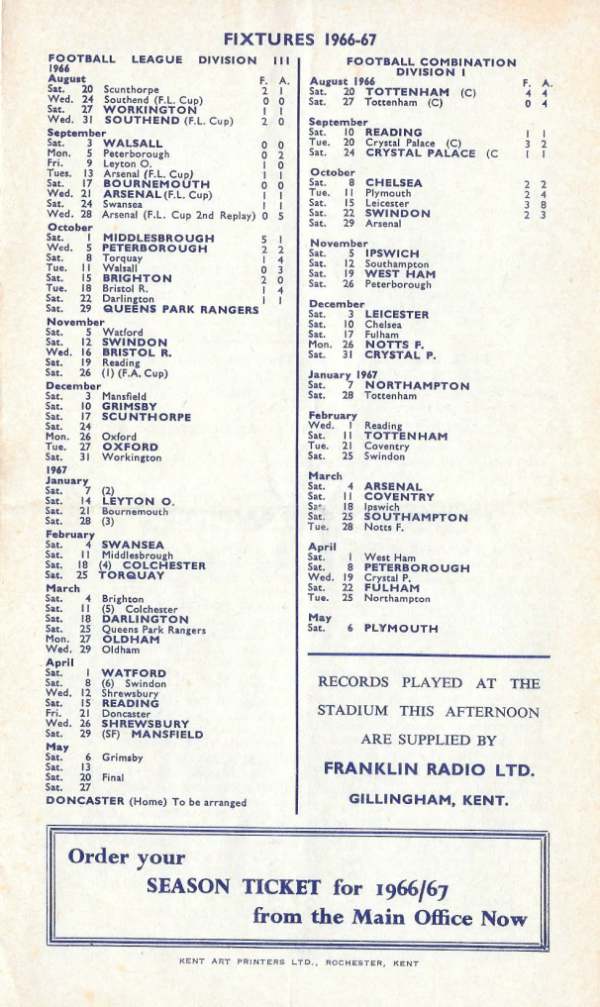 FIXTURES 1966-67
FOOTBALL LEAGUE DIVISION III
1966
August F. A.
Sat. 20 Scunthorpe 2 1
Wed. 24 Southend (F.L. Cup) 0 0
Sat. 27 WORKINGTON 1 1
Wed. 31 SOUTHEND (F.L. Cup) 2 0
September
Sat. 3 WALSALL 0 0
Mon. 5 Peterborough 0 2
Fri. 9 Leyton O. 1 0
Tues. 13 Arsenal (F.L. Cup) 1 1
Sat. 17 BOURNEMOUTH 0 0
Wed. 21 ARSENAL (F.L. Cup) 1 1
Sat. 24 Swansea 1 1
Wed. 28 Arsenal (F.L. Cup 2nd Replay) 0 5
October
Sat. 1 MIDDLESBROUGH 5 1
Wed. 5 PETERBOROUGH 2 2
Sat. 8 Torquay 1 4
Tue. 11 Walsall 0 3
Sat. 15 BRIGHTON 2 0
Tue. 18 Bristol R. 1 4
Sat. 22 Darlington 1 1
Sat. 29 QUEENS PARK RANGERS
November
Sat. 5 Watford
Sat. 12 SWINDON
Wed. 16 BRISTOL R.
Sat. 19 Reading
Sat. 26 (1) (F.A. Cup)
December
Sat. 3 Mansfield
Sat. 10 GRIMSBY
Sat. 17 SCUNTHORPE
Sat. 24
Mon. 26 Oxford
Tue. 27 OXFORD
Sat. 31 Workington
1967
January
Sat. 7 (2)
Sat. 14 LEYTON O.
Sat. 21 Bournemouth
Sat. 28 (3)
February
Sat. 4 SWANSEA
Sat. 11 Middlesbrough
Sat. 18 (4) COLCHESTER
Sat. 25 TORQUAY
March
Sat. 4 Brighton
Sat. 11 (5) Colchester
Sat. 18 DARLINGTON
Sat. 25 Queens Park Rangers
Mon. 27 OLDHAM
Wed. 29 Oldham
April
Sat. 1 WATFORD
Sat. 8 (6) Swindon
Wed. 12 Shrewsbury
Sat. 15 READING
Fri. 21 Doncaster
Wed. 26 SHREWSBURY
Sat. 29 (SF) MANSFIELD
May
Sat. 6 Grimsby
Sat. 13
Sat. 20 Final
Sat. 27
DONCASTER (Home) To be arranged
FOOTBALL COMBINATION
DIVISION I
August 1966 F. A.
Sat. 20 TOTTENHAM (C) 4 4
Sat. 27 Tottenham (C) 0 4
September
Sat. 10 READING 1 1
Tue. 20 Crystal Palace (C) 3 2
Sat. 24 CRYSTAL PALACE (C 1 1
October
Sat. 8 CHELSEA 2 2
Tue. 11 Plymouth 2 4
Sat. 15 Leicester 3 8
Sat. 22 SWINDON 2 3
Sat. 29 Arsenal
November
Sat. 5 IPSWICH
Sat. 12 Southampton
Sat. 19 WEST HAM
Sat. 26 Peterborough
December
Sat. 3 LEICESTER
Sat. 10 Chelsea
Sat. 17 Fulham
Mon. 26 NOTTS F.
Sat. 31 CRYSTAL P.
January 1967
Sat. 7 NORTHAMPTON
Sat. 28 Tottenham
February
Wed. 1 Reading
Sat. 11 TOTTENHAM
Tue. 21 Coventry
Sat. 25 Swindon
March
Sat. 4 ARSENAL
Sat. 11 COVENTRY
Sat. 18 Ipswich
Sat. 25 SOUTHAMPTON
Tue. 28 Notts F.
April
Sat. 1 West Ham
Sat. 8 PETERBOROUGH
Wed. 19 Crystal P.
Sat. 22 FULHAM
Tue. 25 Northampton
May
Sat. 6 PLYMOUTH
RECORDS PLAYED AT THE
STADIUM THIS AFTERNOON
ARE SUPPLIED BY
FRANKLIN RADIO LTD.
GILLINGHAM, KENT.
Order your
SEASON TICKET for 1966/67
from the Main Office Now
KENT ART PRINTERS LTD., ROCHESTER, KENT